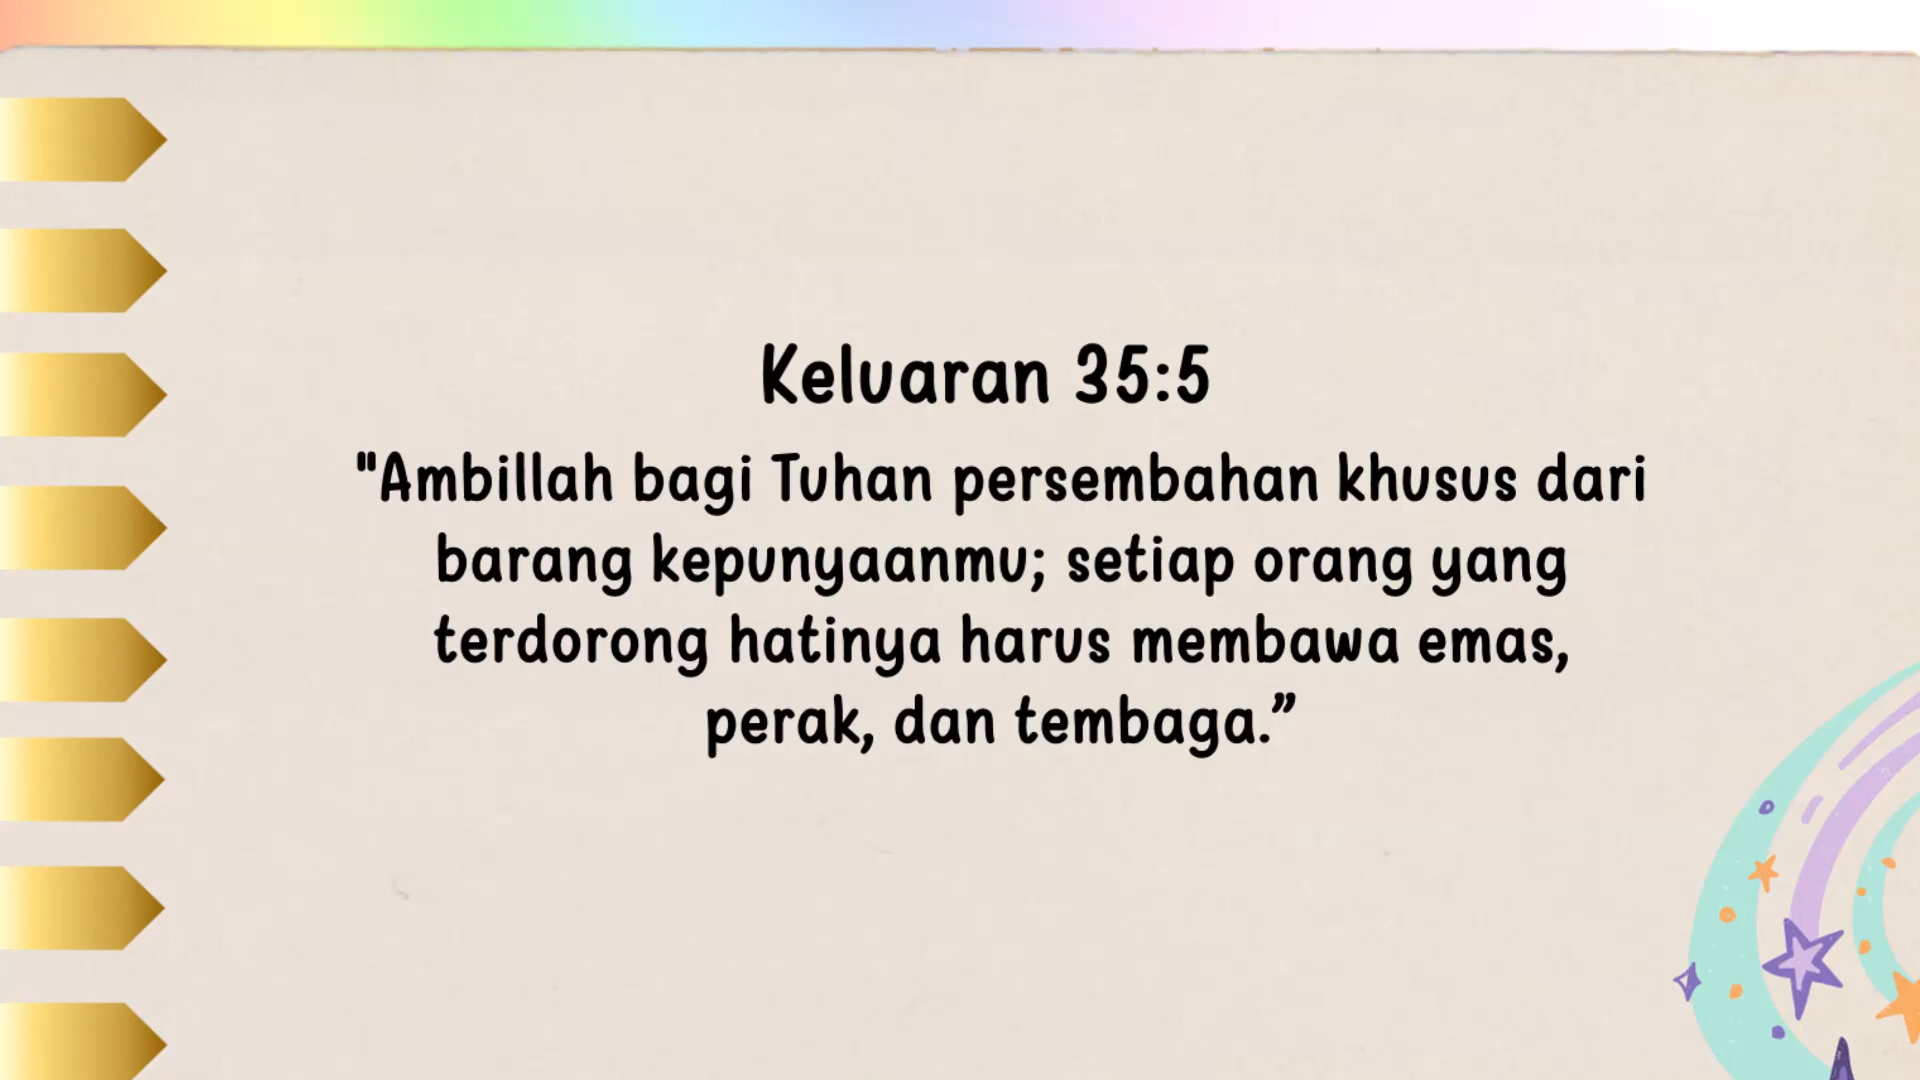 Keluaran 35:5
"Ambillah bagi Tuhan persembahan khusus dari
barang kepunyaanmu; setiap orang yang
terdorong hatinya harus membawa emas,
perak, dan tembaga.”